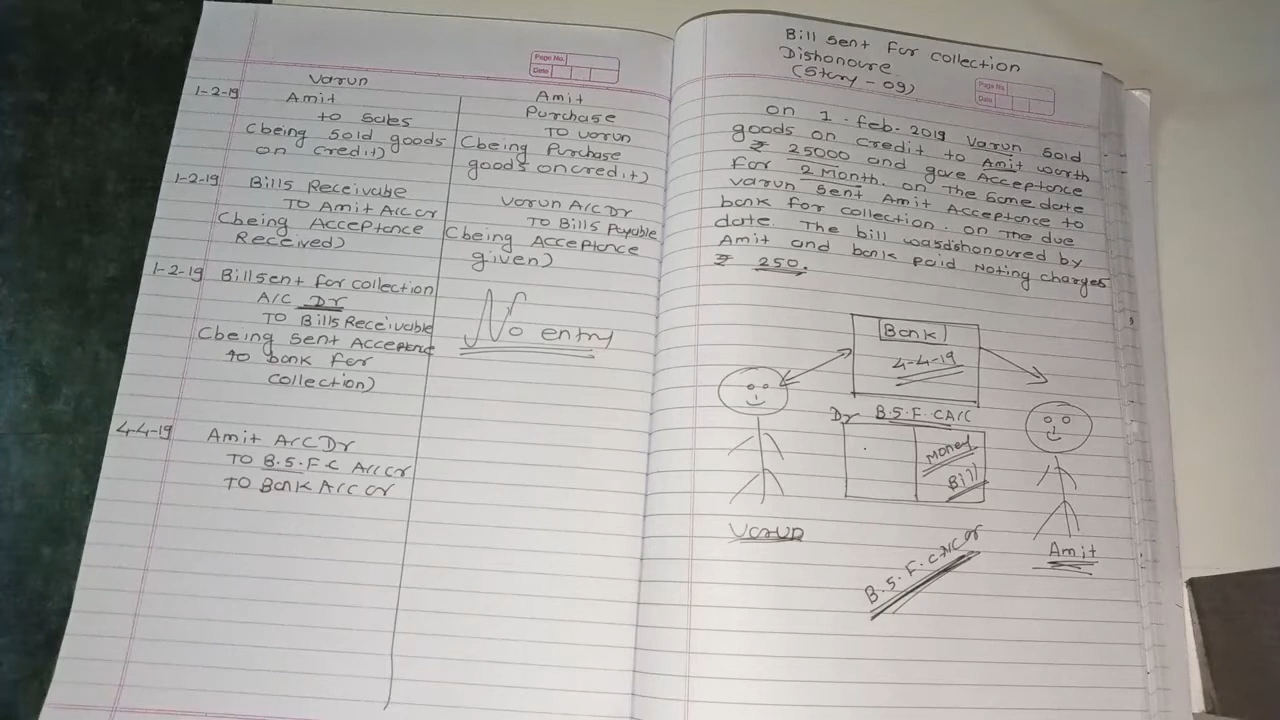 Page No.
Date
Varun
1-2-19
Amit
to sales
(being sold goods
on credit)
Amit
Purchase
TO varun
(being Purchase
goods on credit)
1-2-19
Bills Receivabe
TO Amit A/C cr
(being Acceptance
Received)
varun A/C Dr
TO Bills Payable
(being Acceptance
given)
1-2-19
Bill sent for collection
A/C Dr
TO Bills Receivable
(being sent Acceptance
to bank for
collection)
No entry
4-4-19
Amit A/C Dr
TO B.S.F.C A/C cr
TO Bank A/C cr
Bill sent for collection
Dishonoure
(Story-09)
Page No.
Date
on 1.feb.2019 varun sold
goods on credit to Amit worth
₹ 25000 and gave Acceptance
for 2 Month. on The same date
varun sent Amit Acceptance to
bank for collection. on The due
date. The bill wasdshonoured by
Amit and bank paid Noting charges
₹ 250.
Bank
4-4-19
Dr B.S.F.C A/C
Money
Bill
Varun
Amit
B.S.F.C A/C cr